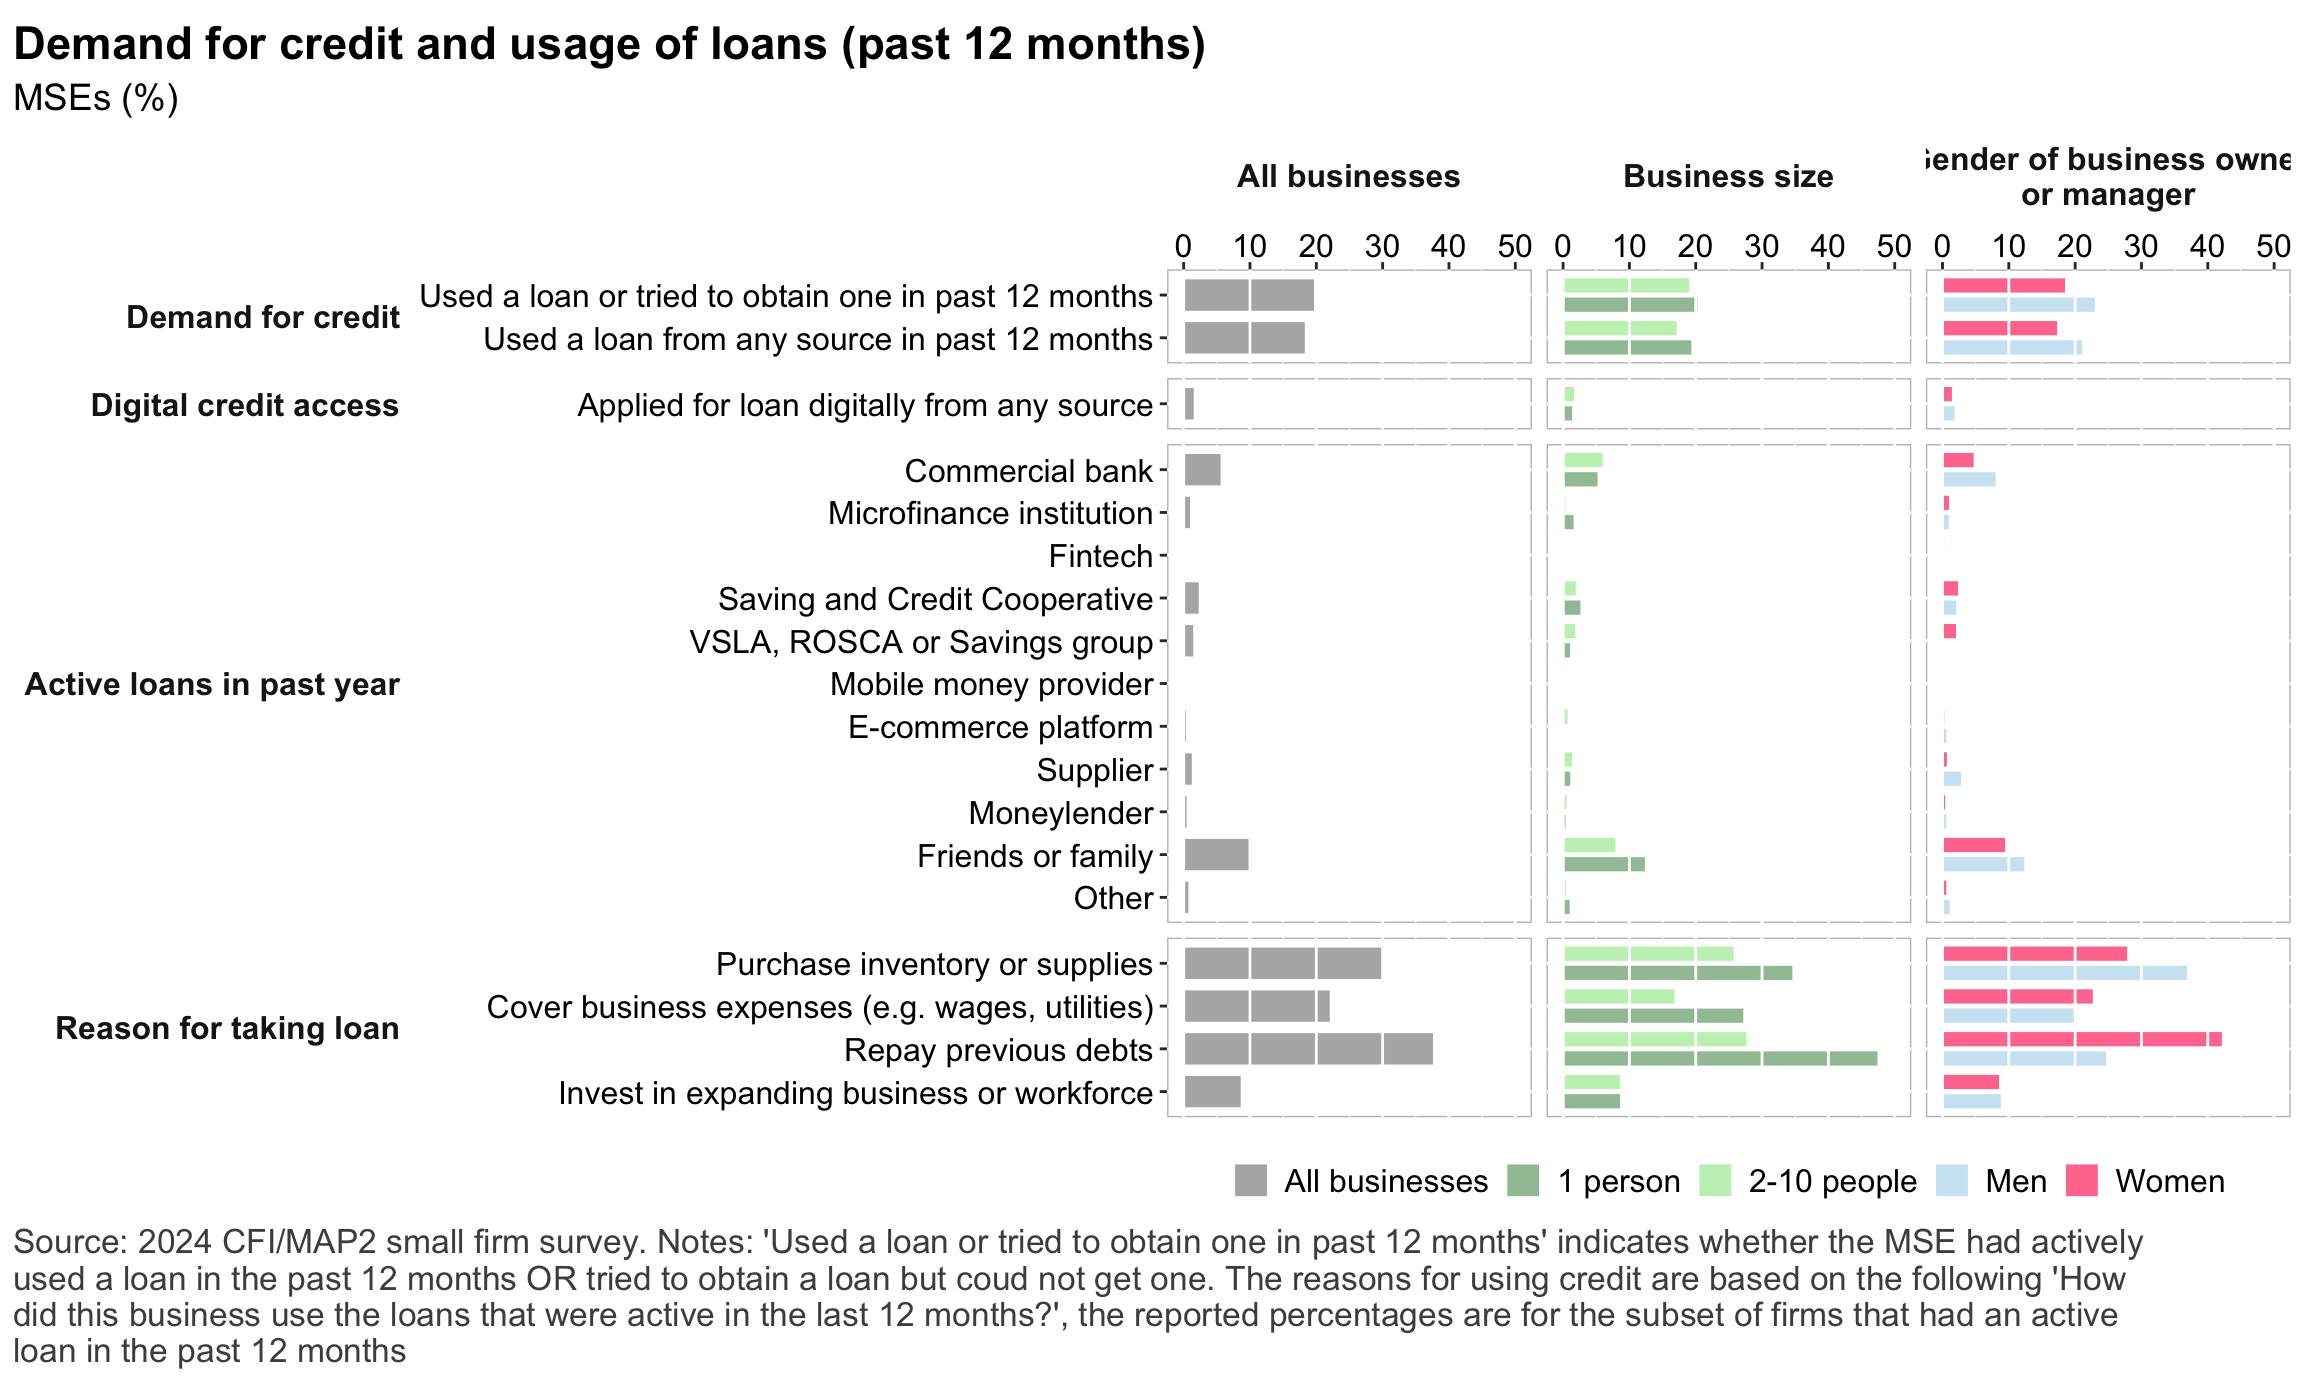 Demand for credit and usage of loans (past 12 months)
MSEs (%)
All businesses
Business size
Gender of business owne
or manager
0 10 20 30 40 50 0 10 20 30 40 50 0 10 20 30 40 50
Demand for credit
Used a loan or tried to obtain one in past 12 months
Used a loan from any source in past 12 months
Digital credit access
Applied for loan digitally from any source
Active loans in past year
Commercial bank
Microfinance institution
Fintech
Saving and Credit Cooperative
VSLA, ROSCA or Savings group
Mobile money provider
E-commerce platform
Supplier
Moneylender
Friends or family
Other
Reason for taking loan
Purchase inventory or supplies
Cover business expenses (e.g. wages, utilities)
Repay previous debts
Invest in expanding business or workforce
All businesses 1 person 2-10 people Men Women
Source: 2024 CFI/MAP2 small firm survey. Notes: 'Used a loan or tried to obtain one in past 12 months' indicates whether the MSE had actively
used a loan in the past 12 months OR tried to obtain a loan but coud not get one. The reasons for using credit are based on the following 'How
did this business use the loans that were active in the last 12 months?', the reported percentages are for the subset of firms that had an active
loan in the past 12 months